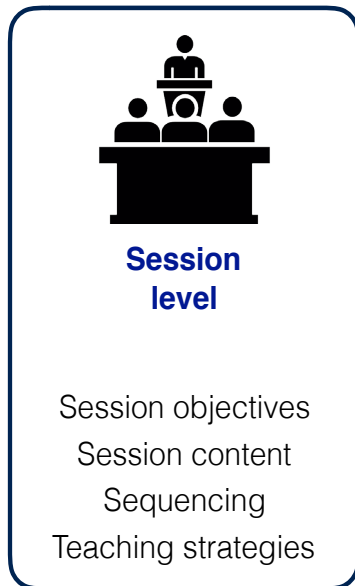 Session
level
Session objectives
Session content
Sequencing
Teaching strategies